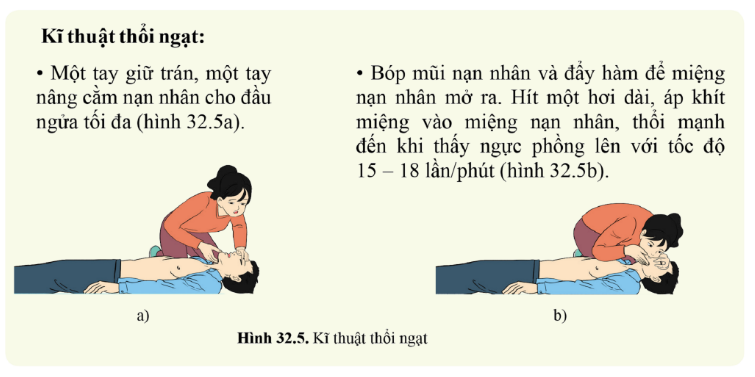 Kĩ thuật thổi ngạt:
• Một tay giữ trán, một tay
nâng cằm nạn nhân cho đầu
ngửa tối đa (hình 32.5a).
• Bóp mũi nạn nhân và đẩy hàm để miệng
nạn nhân mở ra. Hít một hơi dài, áp khít
miệng vào miệng nạn nhân, thổi mạnh
đến khi thấy ngực phồng lên với tốc độ
15 – 18 lần/phút (hình 32.5b).
a)
b)
Hình 32.5. Kĩ thuật thổi ngạt